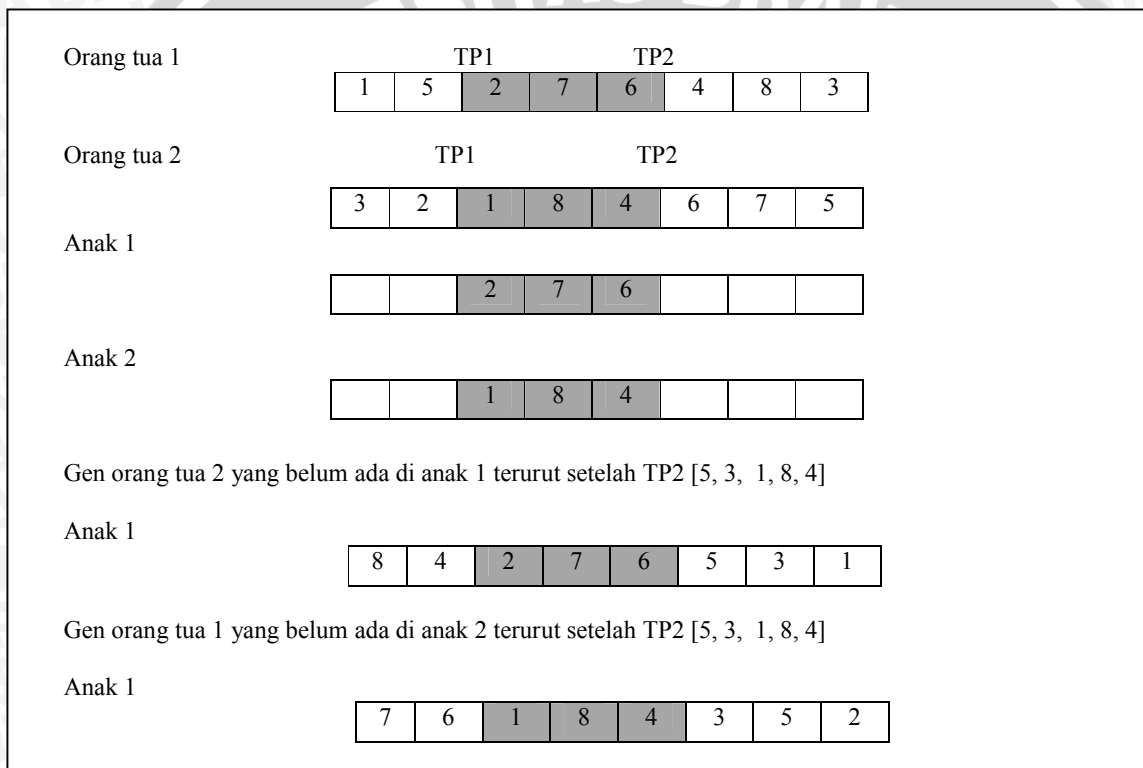 Orang tua 1 TP1 TP2
1 5 2 7 6 4 8 3
Orang tua 2 TP1 TP2
3 2 1 8 4 6 7 5
Anak 1
2 7 6
Anak 2
1 8 4
Gen orang tua 2 yang belum ada di anak 1 terurut setelah TP2 [5, 3, 1, 8, 4]
Anak 1
8 4 2 7 6 5 3 1
Gen orang tua 1 yang belum ada di anak 2 terurut setelah TP2 [5, 3, 1, 8, 4]
Anak 1
7 6 1 8 4 3 5 2